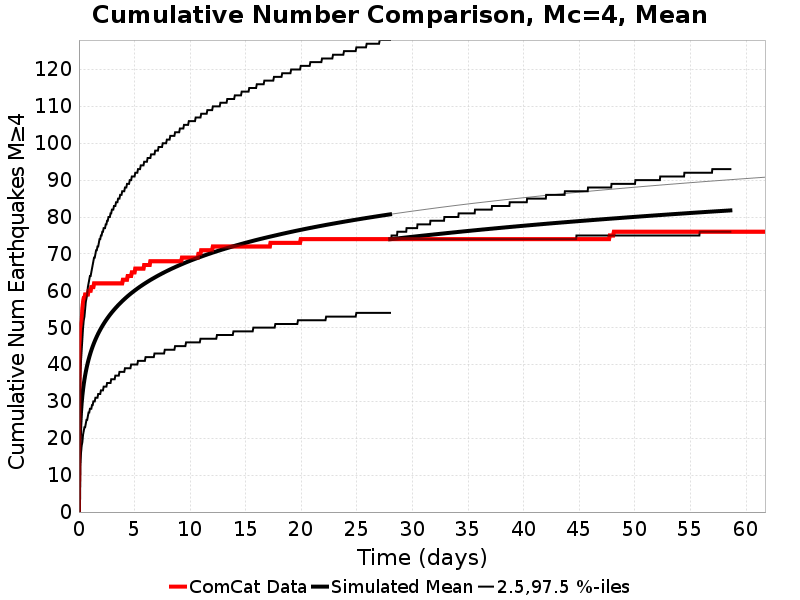 Cumulative Number Comparison, Mc=4, Mean
Cumulative Num Earthquakes M≥4
120
110
100
90
80
70
60
50
40
30
20
10
0
0 5 10 15 20 25 30 35 40 45 50 55 60
Time (days)
ComCat Data Simulated Mean 2.5,97.5 %-iles